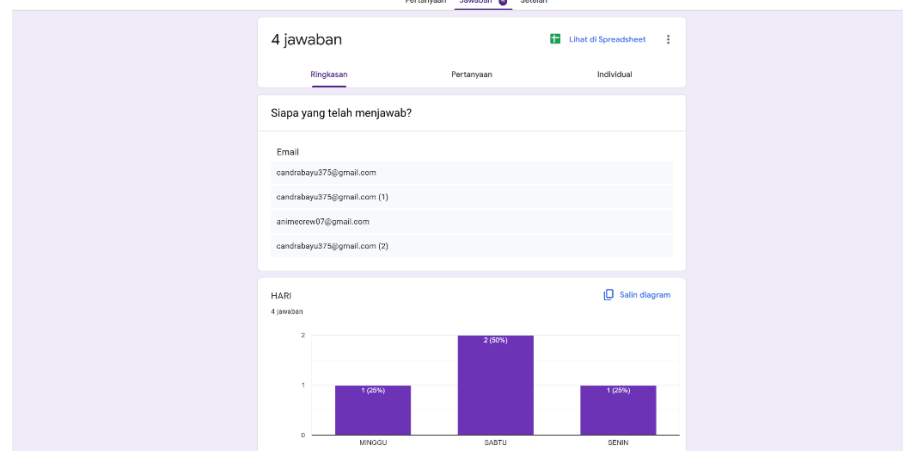 Pertanyaan Jawaban Setelan
4 jawaban
Lihat di Spreadsheet
Ringkasan Pertanyaan Individual
Siapa yang telah menjawab?
Email
candrabayu375@gmail.com
candrabayu375@gmail.com (1)
animecrew07@gmail.com
candrabayu375@gmail.com (2)
HARI
Salin diagram
4 jawaban
2
2 (50%)
1
1 (25%)
1 (25%)
0
MINGGU SABTU SENIN